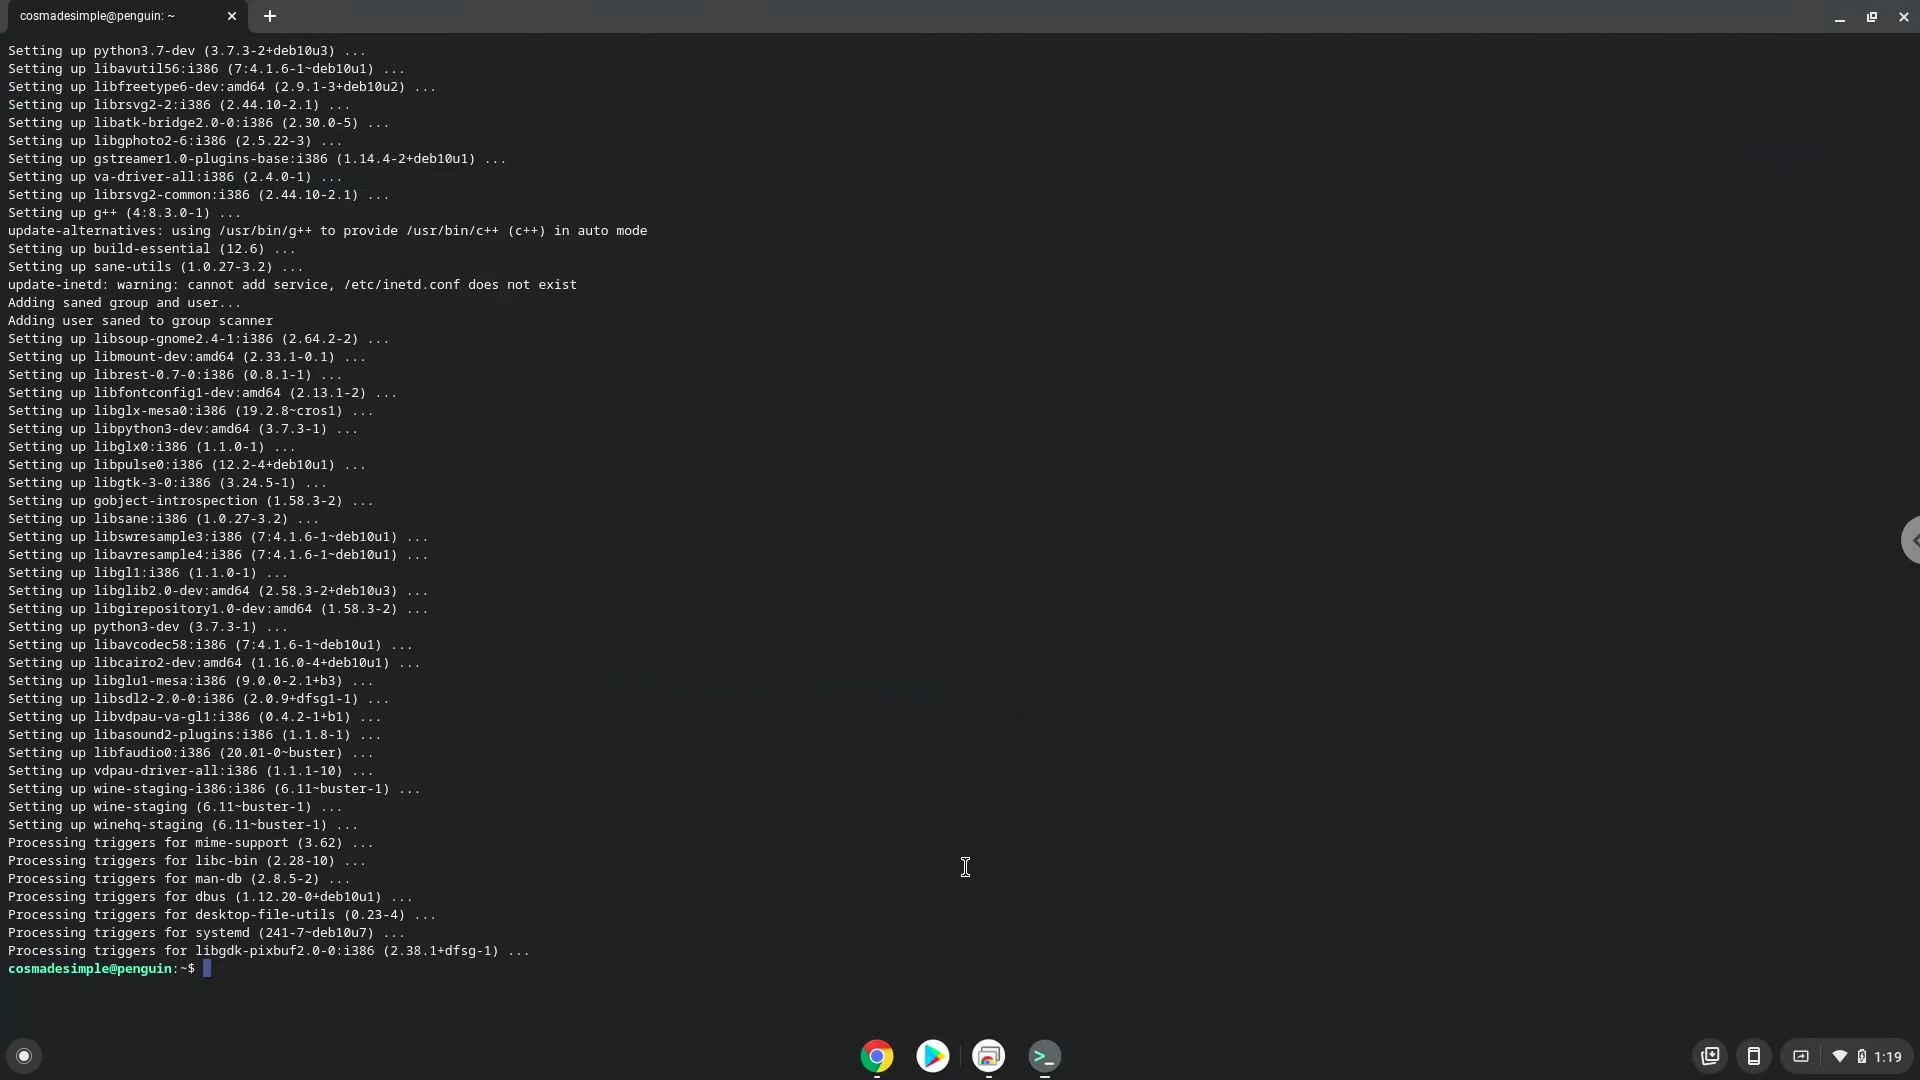 cosmadesimple@penguin: ~
Setting up python3.7-dev (3.7.3-2+deb10u3) ...
Setting up libavutil56:i386 (7:4.1.6-1~deb10u1) ...
Setting up libfreetype6-dev:amd64 (2.9.1-3+deb10u2) ...
Setting up librsvg2-2:i386 (2.44.10-2.1) ...
Setting up libatk-bridge2.0-0:i386 (2.30.0-5) ...
Setting up libgphoto2-6:i386 (2.5.22-3) ...
Setting up gstreamer1.0-plugins-base:i386 (1.14.4-2+deb10u1) ...
Setting up va-driver-all:i386 (2.4.0-1) ...
Setting up librsvg2-common:i386 (2.44.10-2.1) ...
Setting up g++ (4:8.3.0-1) ...
update-alternatives: using /usr/bin/g++ to provide /usr/bin/c++ (c++) in auto mode
Setting up build-essential (12.6) ...
Setting up sane-utils (1.0.27-3.2) ...
update-inetd: warning: cannot add service, /etc/inetd.conf does not exist
Adding saned group and user...
Adding user saned to group scanner
Setting up libsoup-gnome2.4-1:i386 (2.64.2-2) ...
Setting up libmount-dev:amd64 (2.33.1-0.1) ...
Setting up librest-0.7-0:i386 (0.8.1-1) ...
Setting up libfontconfig1-dev:amd64 (2.13.1-2) ...
Setting up libglx-mesa0:i386 (19.2.8~cros1) ...
Setting up libpython3-dev:amd64 (3.7.3-1) ...
Setting up libglx0:i386 (1.1.0-1) ...
Setting up libpulse0:i386 (12.2-4+deb10u1) ...
Setting up libgtk-3-0:i386 (3.24.5-1) ...
Setting up gobject-introspection (1.58.3-2) ...
Setting up libsane:i386 (1.0.27-3.2) ...
Setting up libswresample3:i386 (7:4.1.6-1~deb10u1) ...
Setting up libavresample4:i386 (7:4.1.6-1~deb10u1) ...
Setting up libgl1:i386 (1.1.0-1) ...
Setting up libglib2.0-dev:amd64 (2.58.3-2+deb10u3) ...
Setting up libgirepository1.0-dev:amd64 (1.58.3-2) ...
Setting up python3-dev (3.7.3-1) ...
Setting up libavcodec58:i386 (7:4.1.6-1~deb10u1) ...
Setting up libcairo2-dev:amd64 (1.16.0-4+deb10u1) ...
Setting up libglu1-mesa:i386 (9.0.0-2.1+b3) ...
Setting up libsdl2-2.0-0:i386 (2.0.9+dfsg1-1) ...
Setting up libvdpau-va-gl1:i386 (0.4.2-1+b1) ...
Setting up libasound2-plugins:i386 (1.1.8-1) ...
Setting up libfaudio0:i386 (20.01-0~buster) ...
Setting up vdpau-driver-all:i386 (1.1.1-10) ...
Setting up wine-staging-i386:i386 (6.11~buster-1) ...
Setting up wine-staging (6.11~buster-1) ...
Setting up winehq-staging (6.11~buster-1) ...
Processing triggers for mime-support (3.62) ...
Processing triggers for libc-bin (2.28-10) ...
Processing triggers for man-db (2.8.5-2) ...
Processing triggers for dbus (1.12.20-0+deb10u1) ...
Processing triggers for desktop-file-utils (0.23-4) ...
Processing triggers for systemd (241-7~deb10u7) ...
Processing triggers for libgdk-pixbuf2.0-0:i386 (2.38.1+dfsg-1) ...
cosmadesimple@penguin:~$
1:19